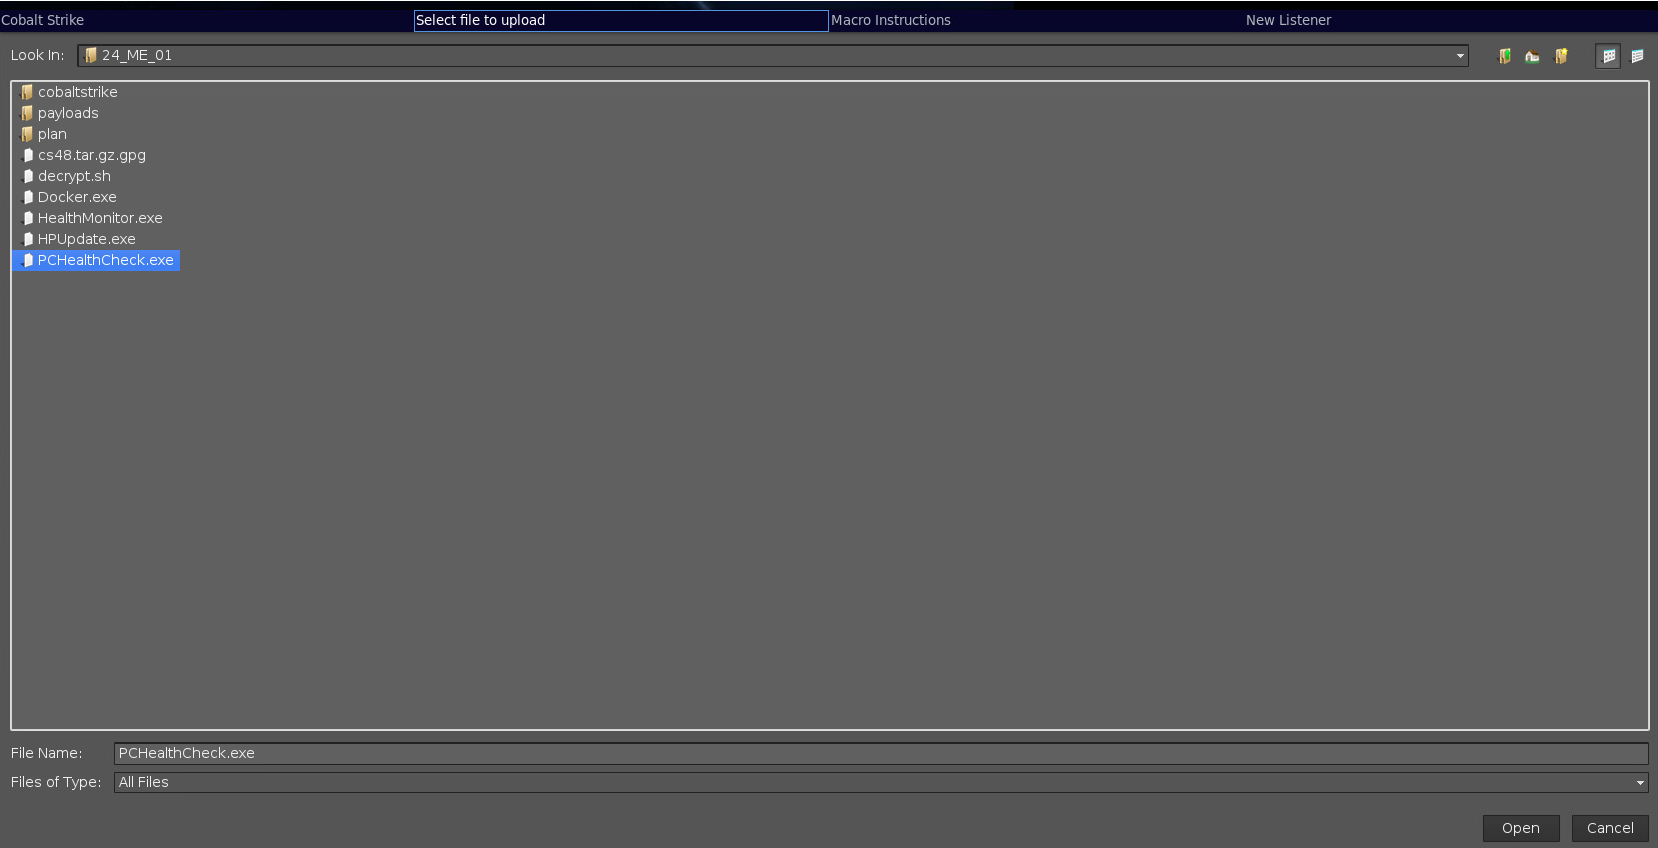 Cobalt Strike Select file to upload Macro Instructions New Listener
Look In: 24_ME_01
cobaltstrike
payloads
plan
cs48.tar.gz.gpg
decrypt.sh
Docker.exe
HealthMonitor.exe
HPUpdate.exe
PCHealthCheck.exe
File Name: PCHealthCheck.exe
Files of Type: All Files
Open Cancel